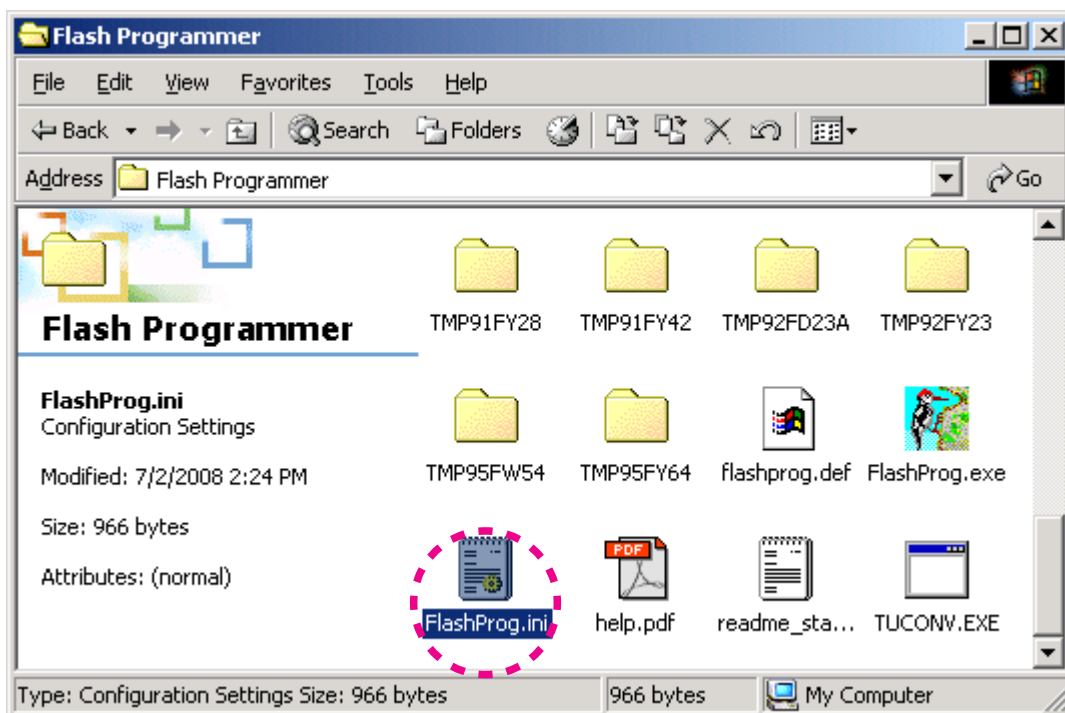 Flash Programmer
File Edit View Favorites Tools Help
Back Search Folders
Address Flash Programmer Go
Flash Programmer
FlashProg.ini
Configuration Settings
Modified: 7/2/2008 2:24 PM
Size: 966 bytes
Attributes: (normal)
TMP91FY28 TMP91FY42 TMP92FD23A TMP92FY23
TMP95FW54 TMP95FY64 flashprog.def FlashProg.exe
PDF
FlashProg.ini help.pdf readme_sta... TUCONV.EXE
Type: Configuration Settings Size: 966 bytes 966 bytes My Computer